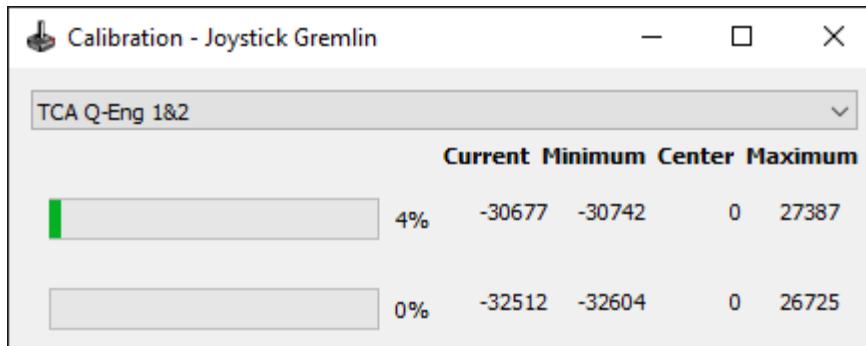 Calibration - Joystick Gremlin
TCA Q-Eng 1&2
Current Minimum Center Maximum
4% -30677 -30742 0 27387
0% -32512 -32604 0 26725